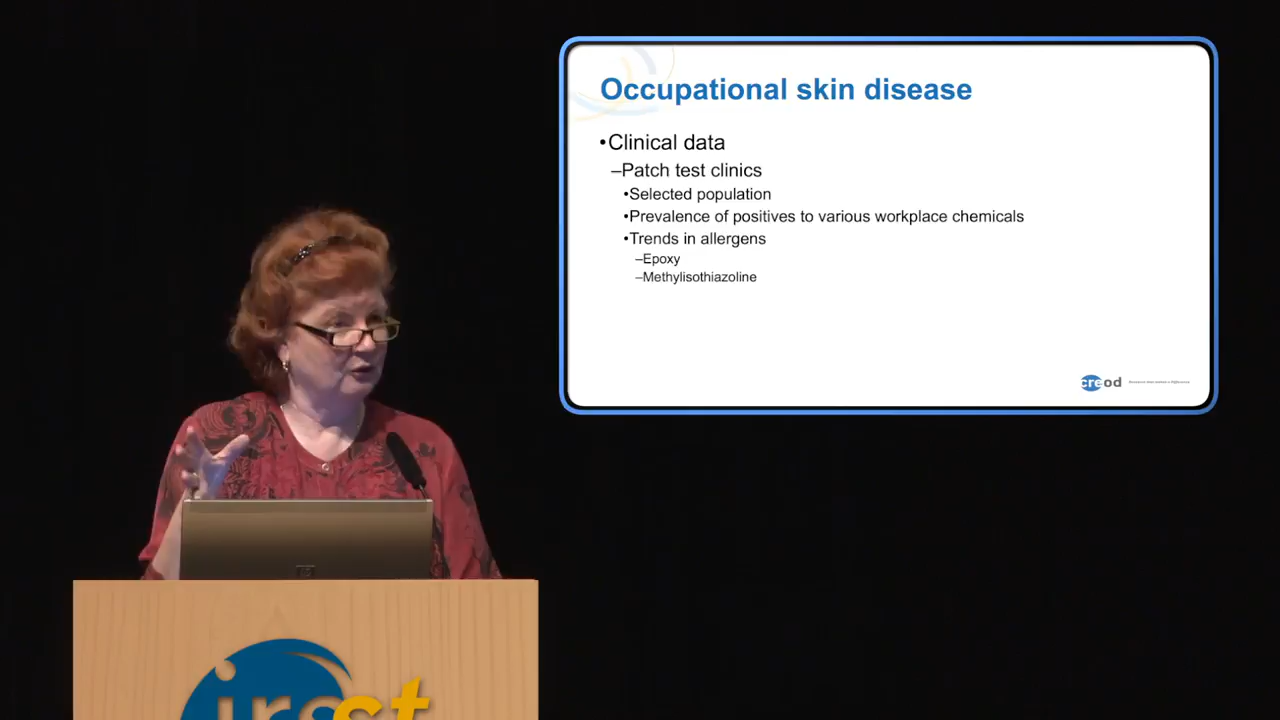 Occupational skin disease
•Clinical data
–Patch test clinics
•Selected population
•Prevalence of positives to various workplace chemicals
•Trends in allergens
–Epoxy
–Methylisothiazoline
creod
irsst